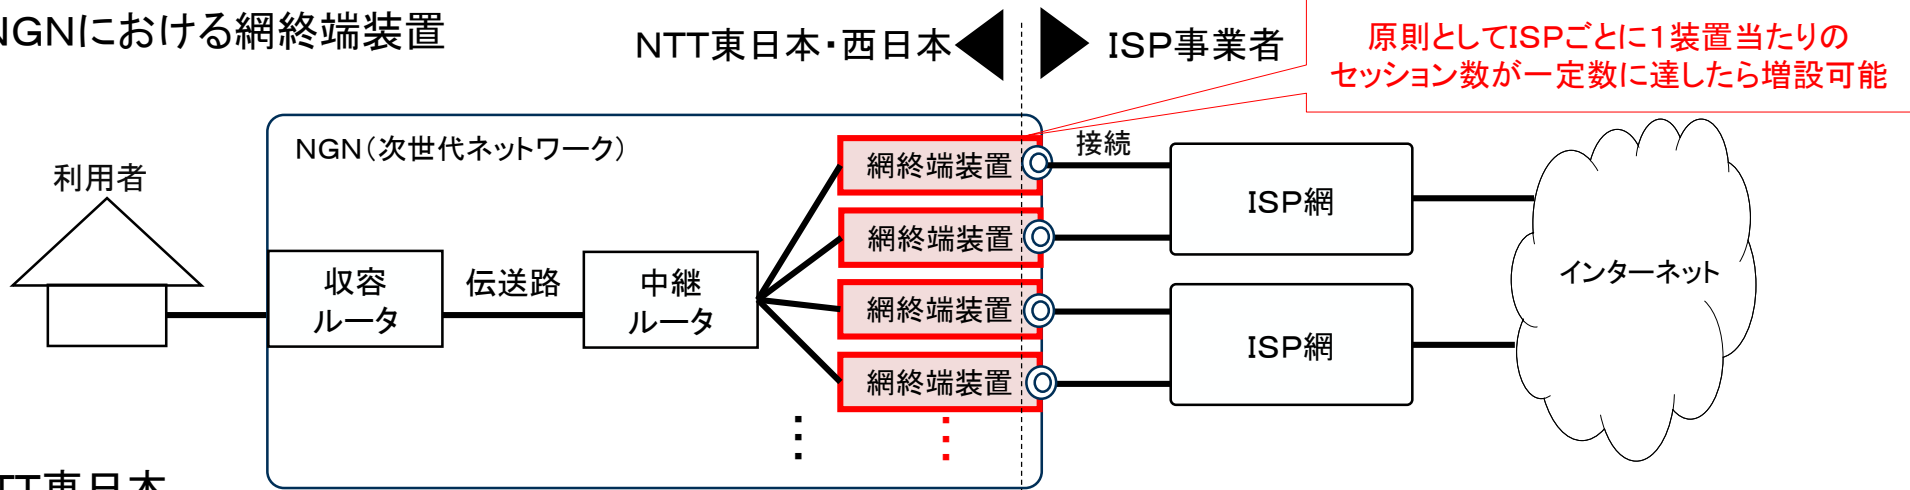 NGNにおける網終端装置
NTT東日本・西日本
ISP事業者
原則としてISPごとに1装置当たりの
セッション数が一定数に達したら増設可能
NGN(次世代ネットワーク)
利用者
収容
ルータ
伝送路
中継
ルータ
網終端装置
網終端装置
網終端装置
網終端装置
接続
ISP網
ISP網
インターネット
NTT東日本